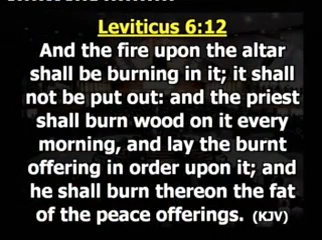 Leviticus 6:12
And the fire upon the altar
shall be burning in it; it shall
not be put out: and the priest
shall burn wood on it every
morning, and lay the burnt
offering in order upon it; and
he shall burn thereon the fat
of the peace offerings. (KJV)